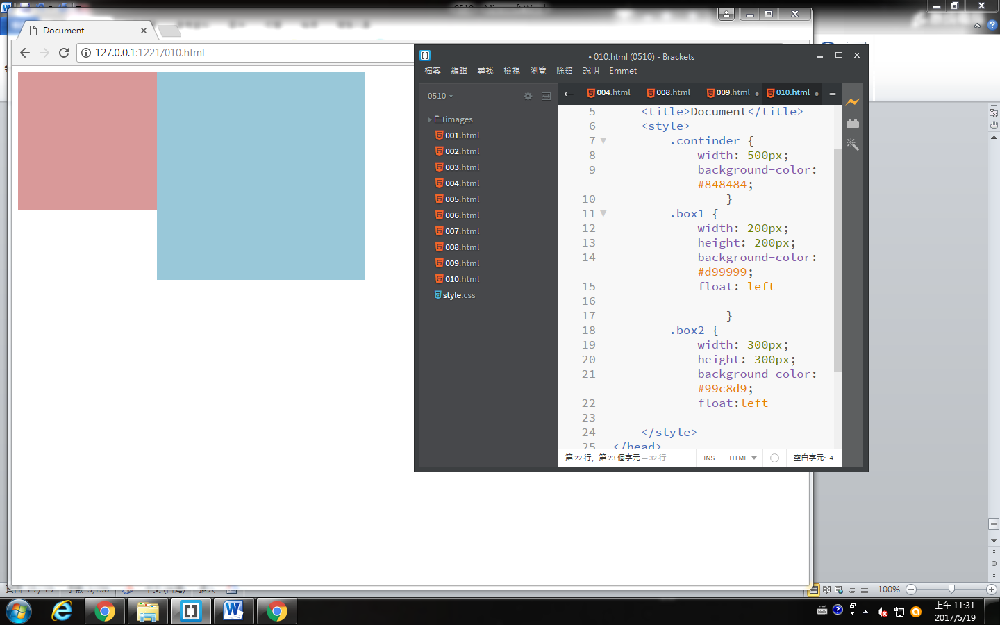 Document
127.0.0.1:1221/010.html
• 010.html (0510) - Brackets
檔案 編輯 尋找 檢視 瀏覽 除錯 說明 Emmet
0510
images
001.html
002.html
003.html
004.html
005.html
006.html
007.html
008.html
009.html
010.html
style.css
004.html 008.html 009.html 010.html
5 <title>Document</title>
6 <style>
7 .continder {
8 width: 500px;
9 background-color:
#848484;
10 }
11 .box1 {
12 width: 200px;
13 height: 200px;
14 background-color:
#d99999;
15 float: left
16
17 }
18 .box2 {
19 width: 300px;
20 height: 300px;
21 background-color:
#99c8d9;
22 float:left
23
24 </style>
25 </head>
第 22 行，第 23 個字元 — 32 行 INS HTML 空白字元: 4
100%
上午 11:31
2017/5/19